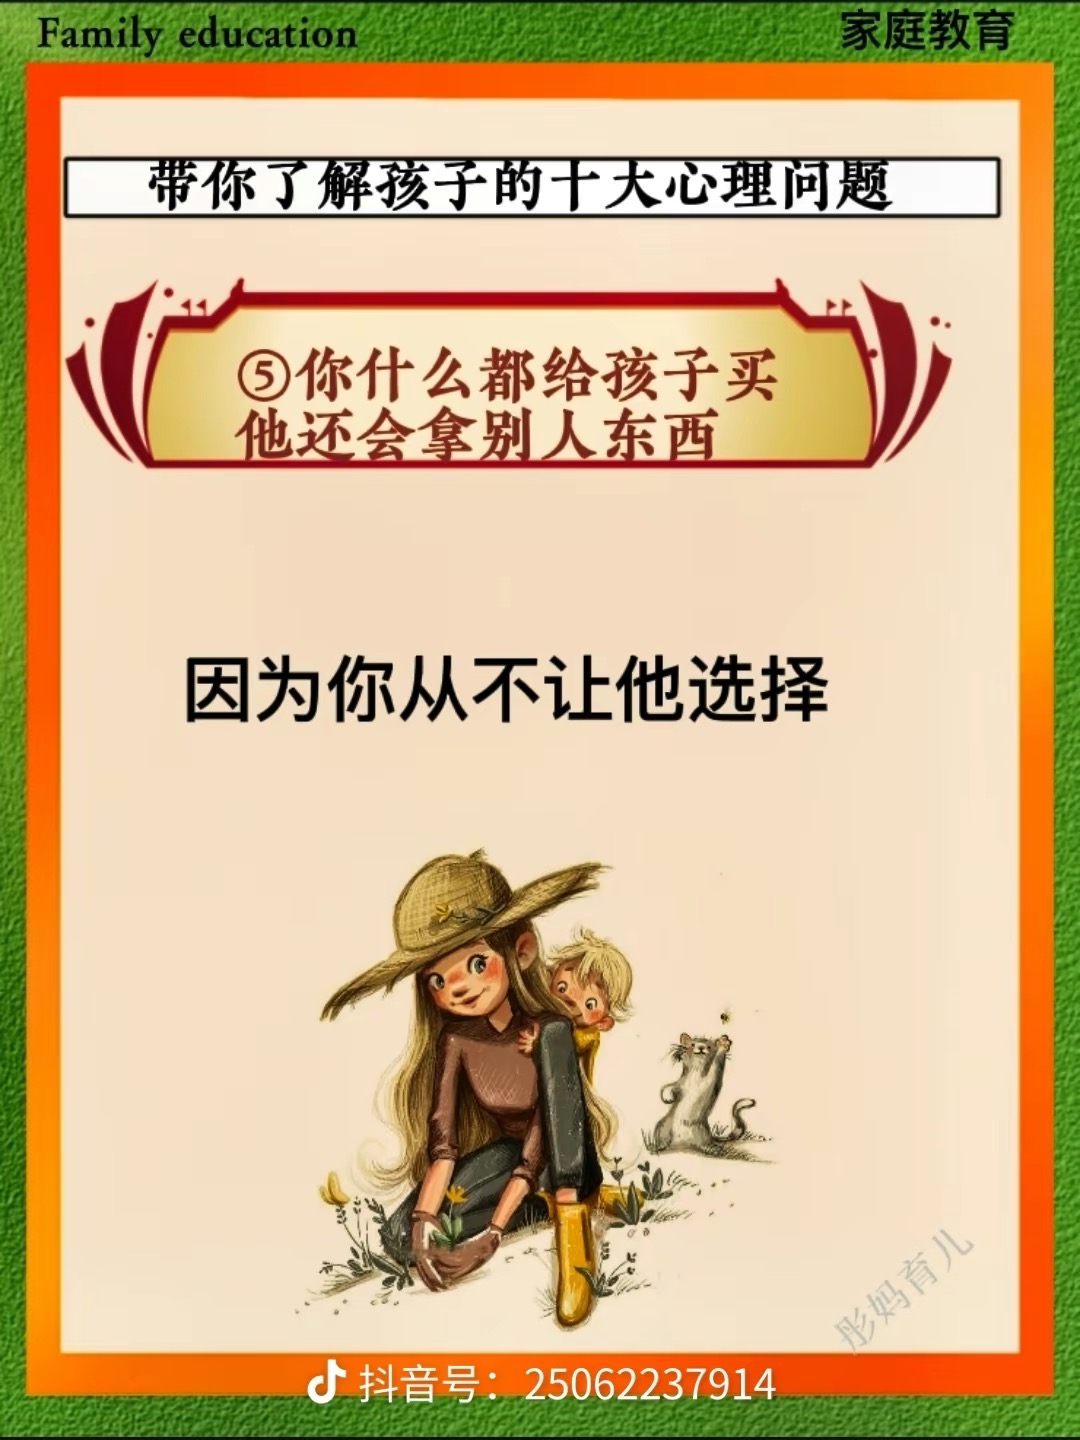 Family education
家庭教育
带你了解孩子的十大心理问题
⑤你什么都给孩子买
他还会拿别人东西
因为你从不让他选择
彤妈育儿
抖音号：25062237914